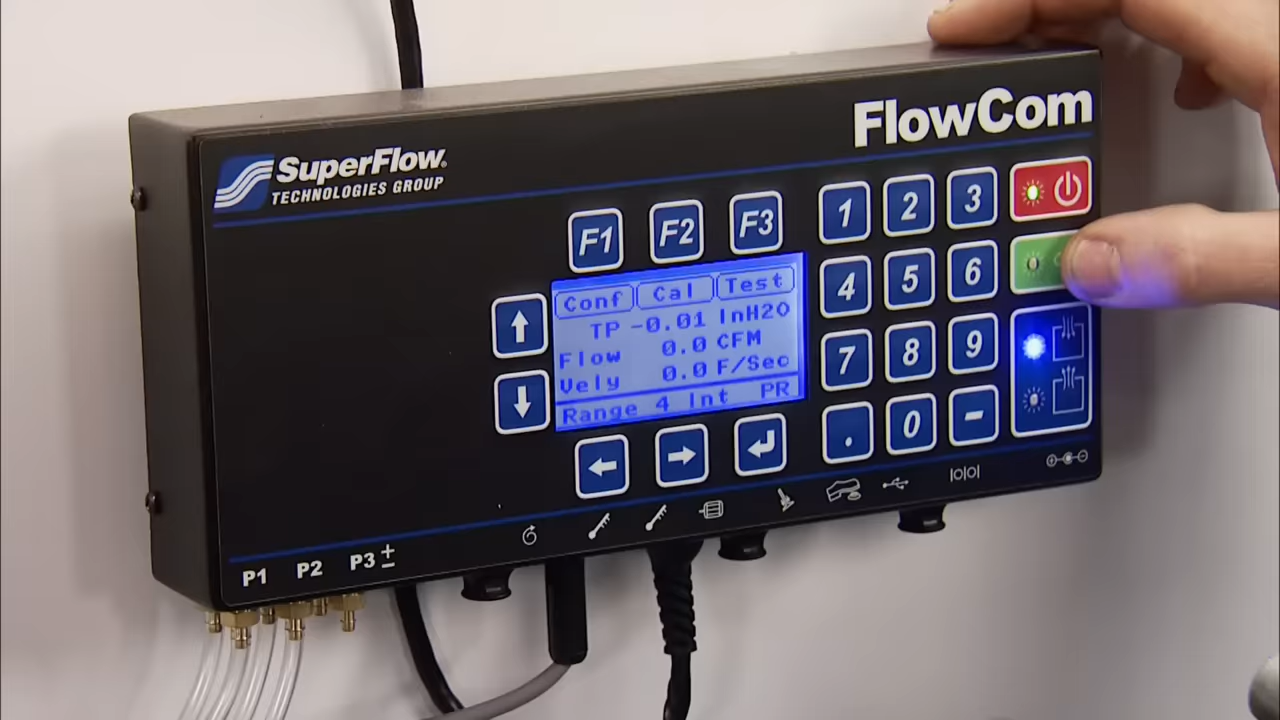 FlowCom
SuperFlow®
TECHNOLOGIES GROUP
F1 F2 F3
1 2 3
4 5 6
7 8 9
. 0 -
Conf Cal Test
TP -0.01 InH2O
Flow 0.0 CFM
Vely 0.0 F/Sec
Range 4 Int PR
P1 P2 P3 + -
|0|0|